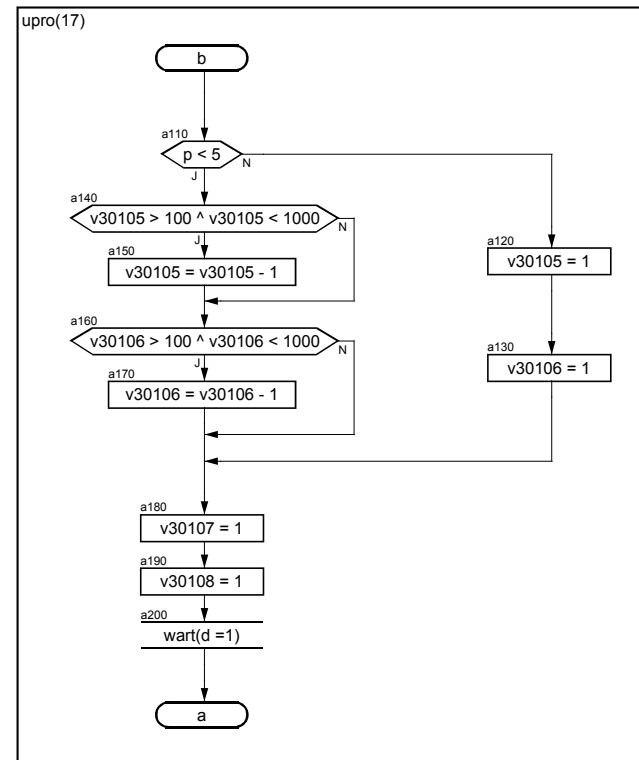 upro(17)
b
a110
p < 5
N
J
a140
v30105 > 100 ^ v30105 < 1000
N
J
a150
v30105 = v30105 - 1
a120
v30105 = 1
a160
v30106 > 100 ^ v30106 < 1000
N
J
a170
v30106 = v30106 - 1
a130
v30106 = 1
a180
v30107 = 1
a190
v30108 = 1
a200
wart(d =1)
a